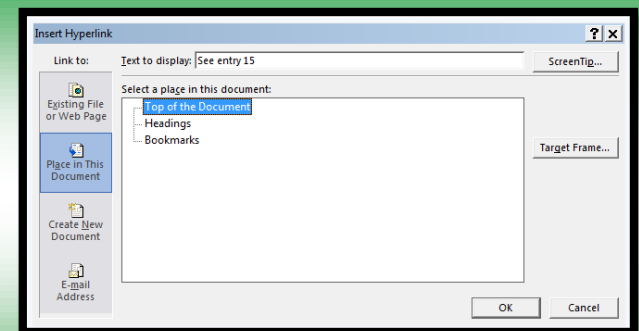 Insert Hyperlink
Link to:
Text to display: See entry 15
ScreenTip...
Select a place in this document:
Existing File
or Web Page
Top of the Document
Headings
Bookmarks
Place in This
Document
Target Frame...
Create New
Document
E-mail
Address
OK
Cancel